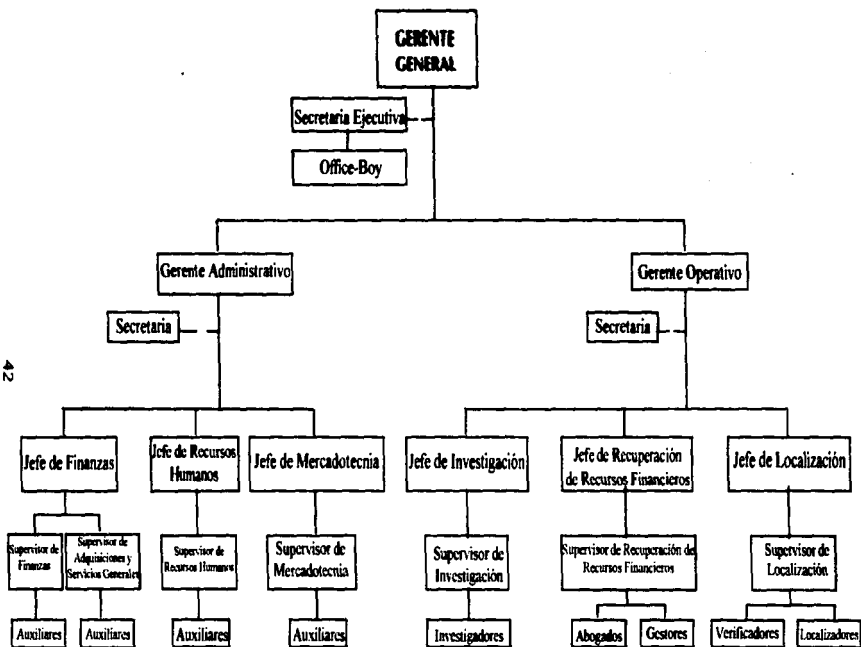 GERENTE
GENERAL
Secretaria Ejecutiva
Office-Boy
Gerente Administrativo
Gerente Operativo
Secretaria
Secretaria
42
Jefe de Finanzas
Jefe de Recursos
Humanos
Jefe de Mercadotecnia
Jefe de Investigación
Jefe de Recuperación
de Recursos Financieros
Jefe de Localización
Supervisor de
Finanzas
Supervisor de
Adquisiciones y
Servicios Generales
Supervisor de
Recursos Humanos
Supervisor de
Mercadotecnia
Supervisor de
Investigación
Supervisor de Recuperación de
Recursos Financieros
Supervisor de
Localización
Auxiliares
Auxiliares
Auxiliares
Auxiliares
Investigadores
Abogados
Gestores
Verificadores
Localizadores